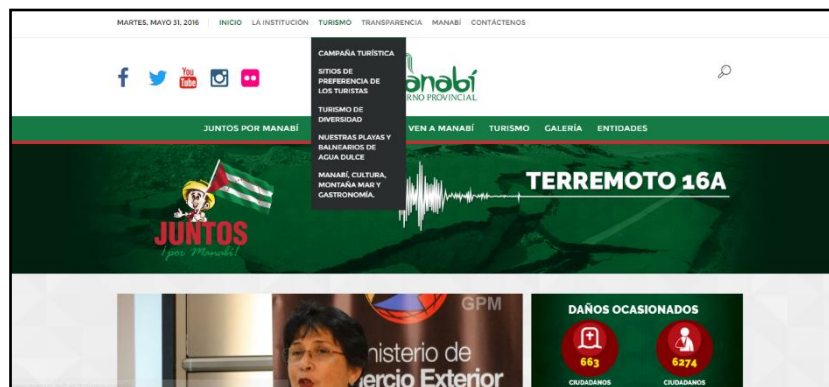 MARTES, MAYO 31, 2016 INICIO LA INSTITUCIÓN TURISMO TRANSPARENCIA MANABÍ CONTÁCTENOS
CAMPAÑA TURÍSTICA
SITIOS DE
PREFERENCIA DE
LOS TURISTAS
TURISMO DE
DIVERSIDAD
NUESTRAS PLAYAS Y
BALNEARIOS DE
AGUA DULCE
MANABÍ, CULTURA,
MONTAÑA MAR Y
GASTRONOMÍA.
You
Tube
anabí
RNO PROVINCIAL
JUNTOS POR MANABÍ VEN A MANABÍ TURISMO GALERÍA ENTIDADES
JUNTOS
¡por Manabí!
TERREMOTO 16A
GPM
nisterio de
ercio Exterior
DAÑOS OCASIONADOS
663 6274
CIUDADANOS CIUDADANOS